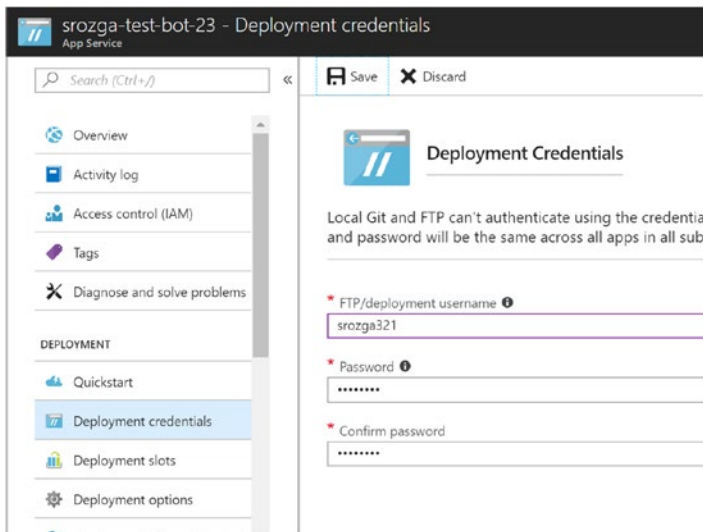 srozga-test-bot-23 - Deployment credentials
App Service
Search (Ctrl+/)
«
Save
Discard
Overview
Activity log
Access control (IAM)
Tags
Diagnose and solve problems
DEPLOYMENT
Quickstart
Deployment credentials
Deployment slots
Deployment options
Deployment Credentials
Local Git and FTP can't authenticate using the credentia
and password will be the same across all apps in all sub
* FTP/deployment username
srozga321
* Password
••••••••
* Confirm password
••••••••